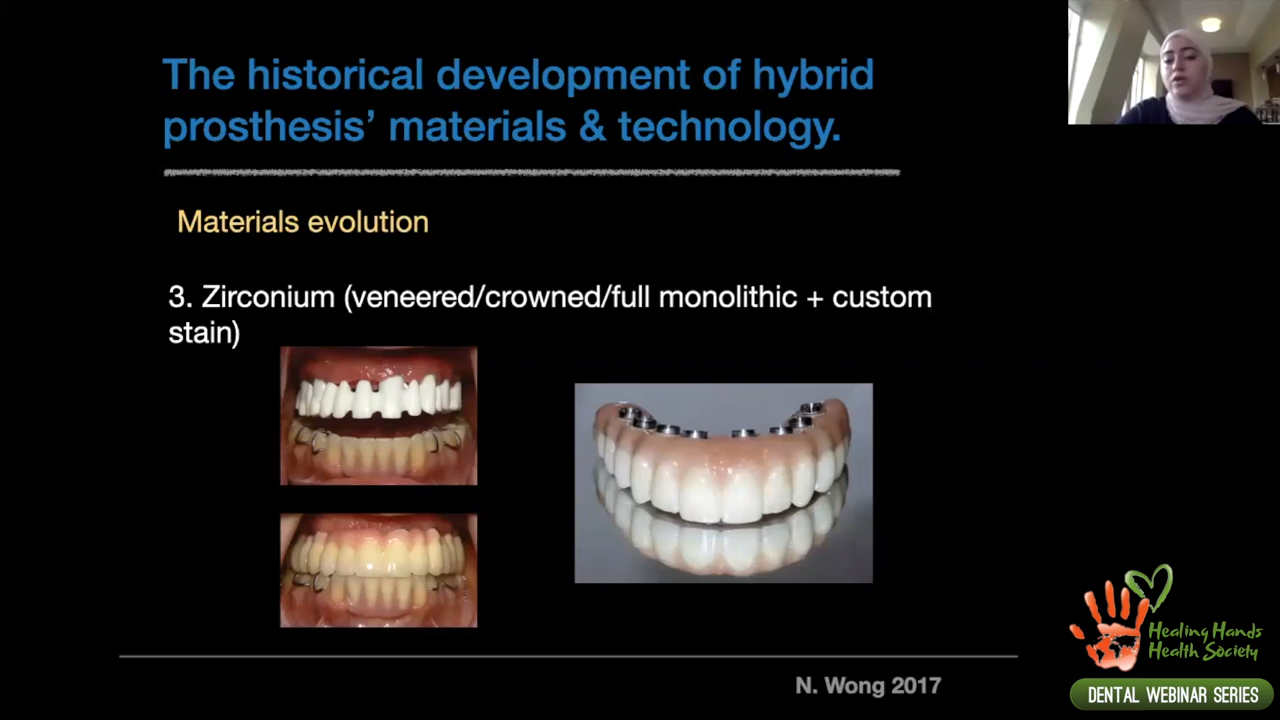 The historical development of hybrid
prosthesis' materials & technology.
Materials evolution
3. Zirconium (veneered/crowned/full monolithic + custom
stain)
N. Wong 2017
Healing Hands
Health Society
DENTAL WEBINAR SERIES